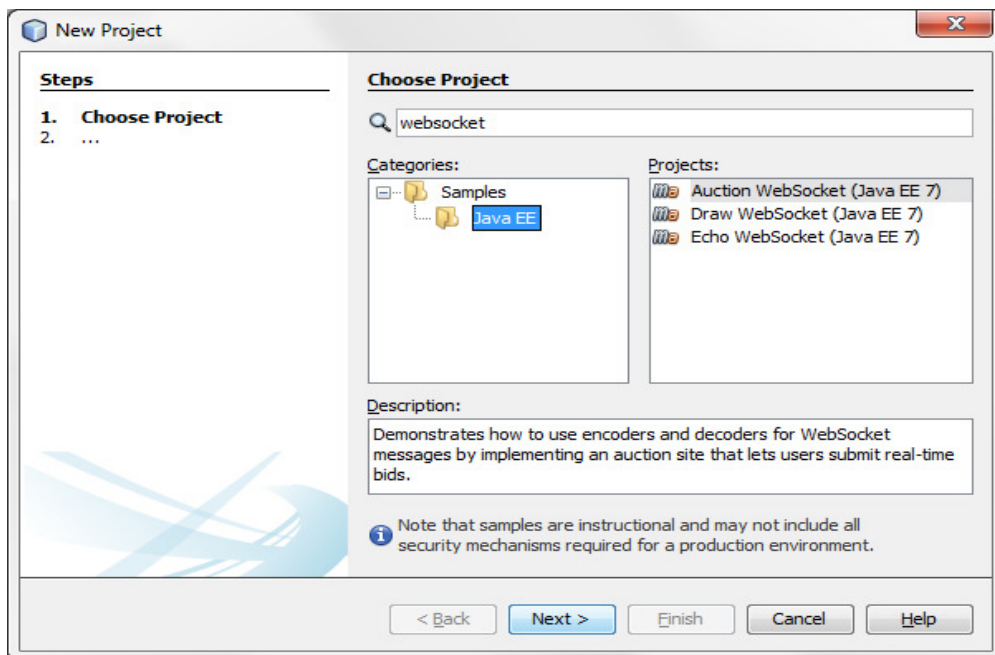 New Project
Steps
1. Choose Project
2. ...
Choose Project
websocket
Categories:
Samples
Java EE
Projects:
Auction WebSocket (Java EE 7)
Draw WebSocket (Java EE 7)
Echo WebSocket (Java EE 7)
Description:
Demonstrates how to use encoders and decoders for WebSocket
messages by implementing an auction site that lets users submit real-time
bids.
Note that samples are instructional and may not include all
security mechanisms required for a production environment.
< Back Next > Finish Cancel Help